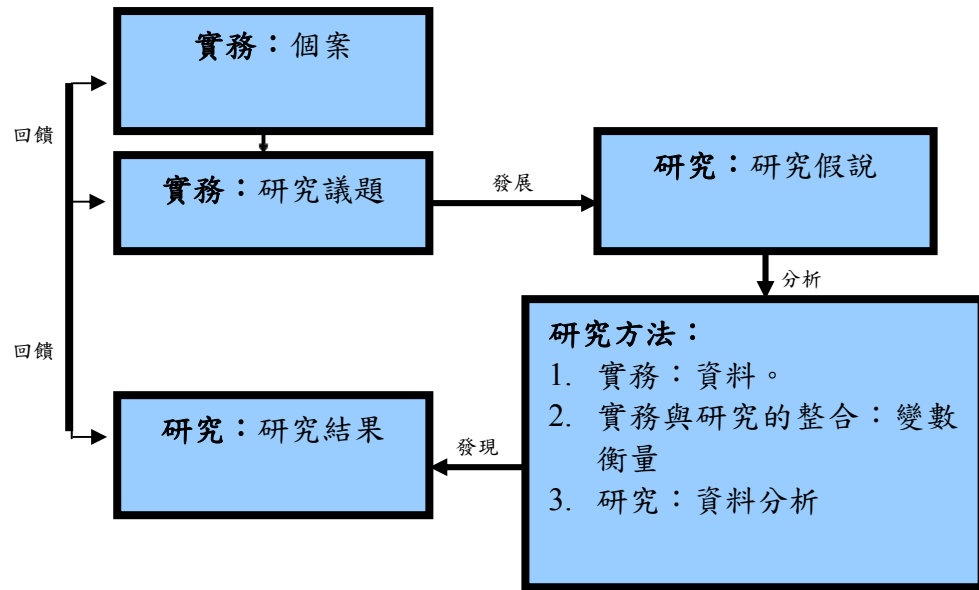 實務：個案
回饋
實務：研究議題
發展
研究：研究假說
分析
回饋
研究方法：
1. 實務：資料。
2. 實務與研究的整合：變數
衡量
3. 研究：資料分析
發現
研究：研究結果